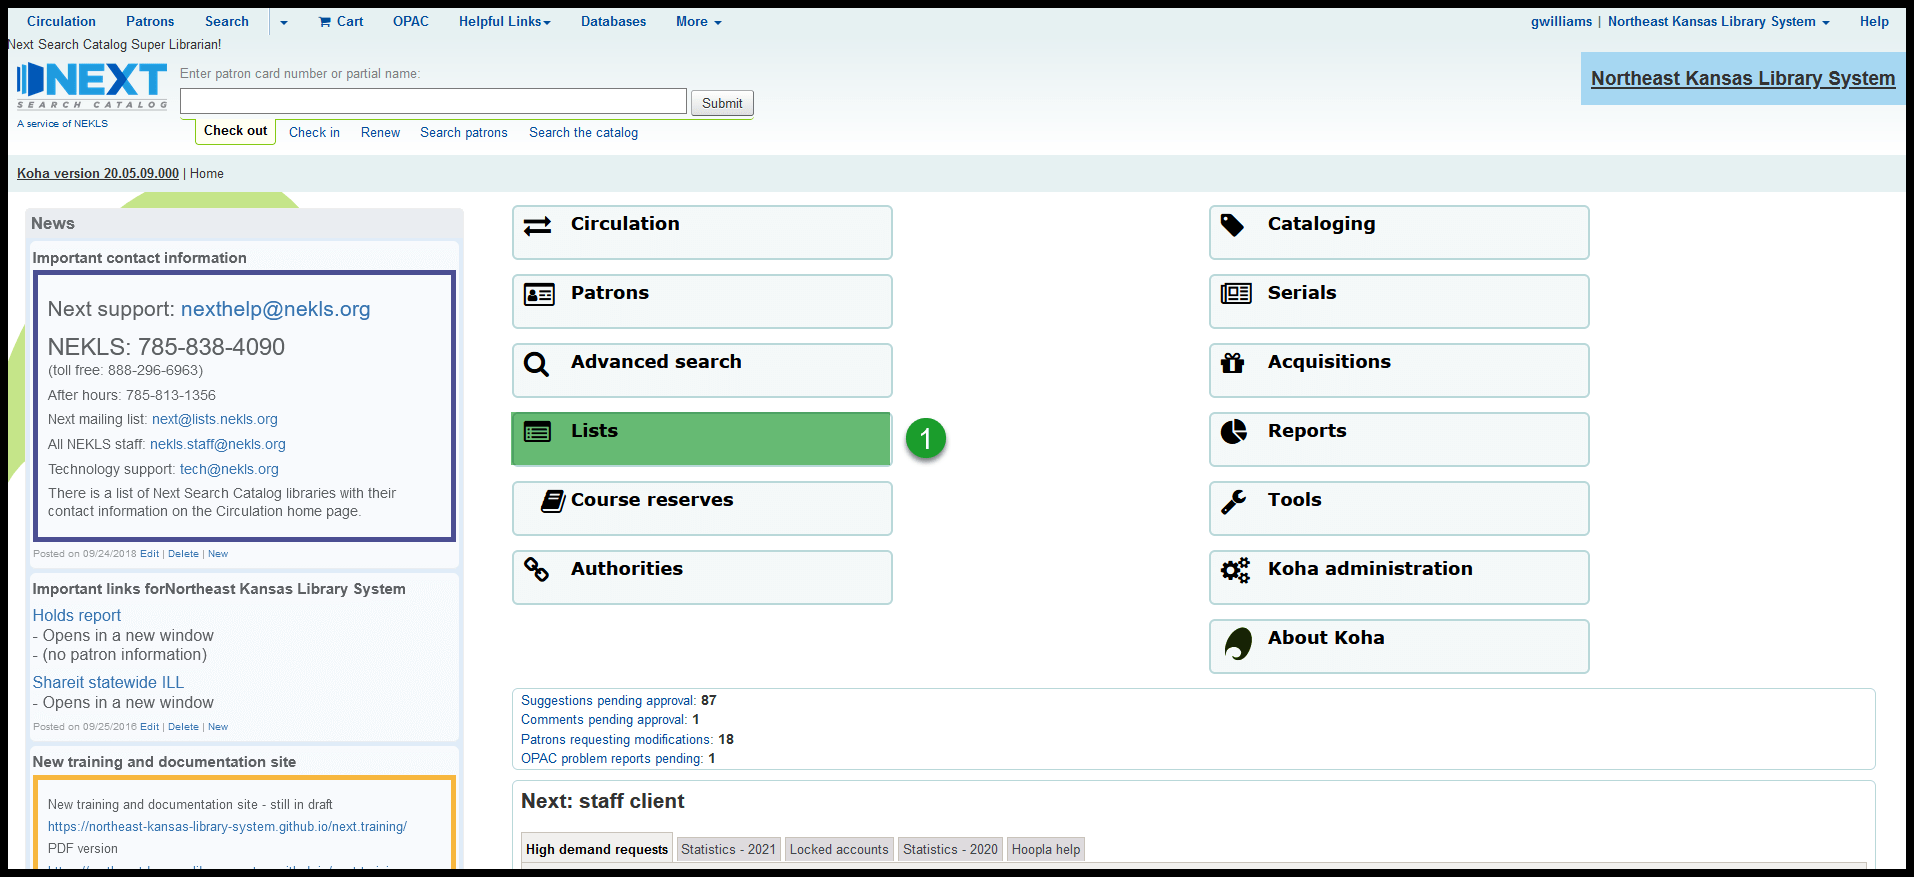 Circulation Patrons Search Cart OPAC Helpful Links Databases More gwilliams | Northeast Kansas Library System Help
Next Search Catalog Super Librarian!
NEXT
SEARCH CATALOG
A service of NEKLS
Enter patron card number or partial name:
Submit
Check out Check in Renew Search patrons Search the catalog
Northeast Kansas Library System
Koha version 20.05.09.000 | Home
News
Important contact information
Next support: nexthelp@nekls.org
NEKLS: 785-838-4090
(toll free: 888-296-6963)
After hours: 785-813-1356
Next mailing list: next@lists.nekls.org
All NEKLS staff: nekls.staff@nekls.org
Technology support: tech@nekls.org
There is a list of Next Search Catalog libraries with their
contact information on the Circulation home page.
Posted on 09/24/2018 Edit | Delete | New
Important links forNortheast Kansas Library System
Holds report
- Opens in a new window
- (no patron information)
Shareit statewide ILL
- Opens in a new window
Posted on 09/25/2016 Edit | Delete | New
New training and documentation site
New training and documentation site - still in draft
https://northeast-kansas-library-system.github.io/next.training/
PDF version
Circulation
Patrons
Advanced search
Lists
1
Course reserves
Authorities
Cataloging
Serials
Acquisitions
Reports
Tools
Koha administration
About Koha
Suggestions pending approval: 87
Comments pending approval: 1
Patrons requesting modifications: 18
OPAC problem reports pending: 1
Next: staff client
High demand requests Statistics - 2021 Locked accounts Statistics - 2020 Hoopla help